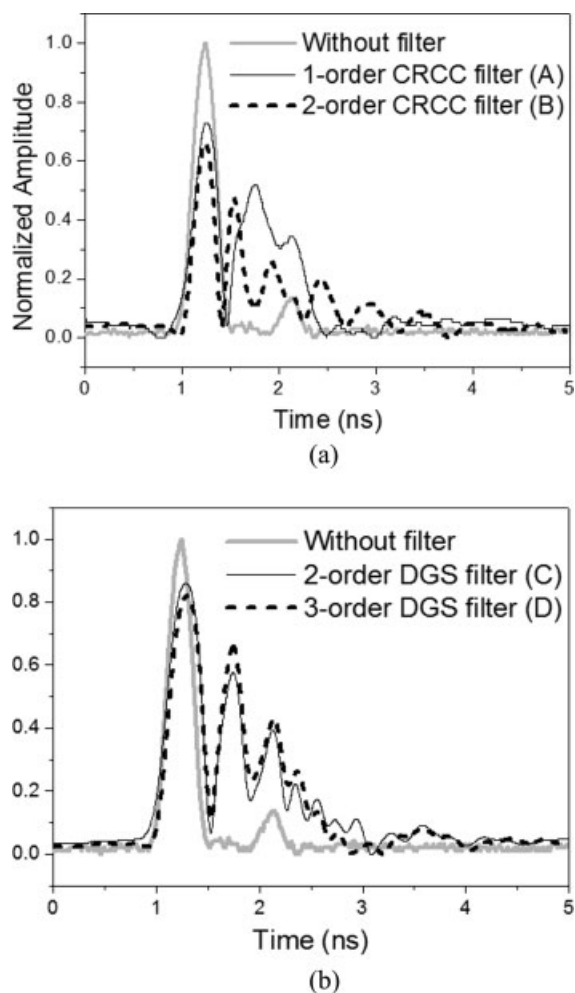 Without filter
1-order CRCC filter (A)
2-order CRCC filter (B)
Normalized Amplitude
1.0
0.8
0.6
0.4
0.2
0.0
0 1 2 3 4 5
Time (ns)
(a)
Without filter
2-order DGS filter (C)
3-order DGS filter (D)
1.0
0.8
0.6
0.4
0.2
0.0
0 1 2 3 4 5
Time (ns)
(b)